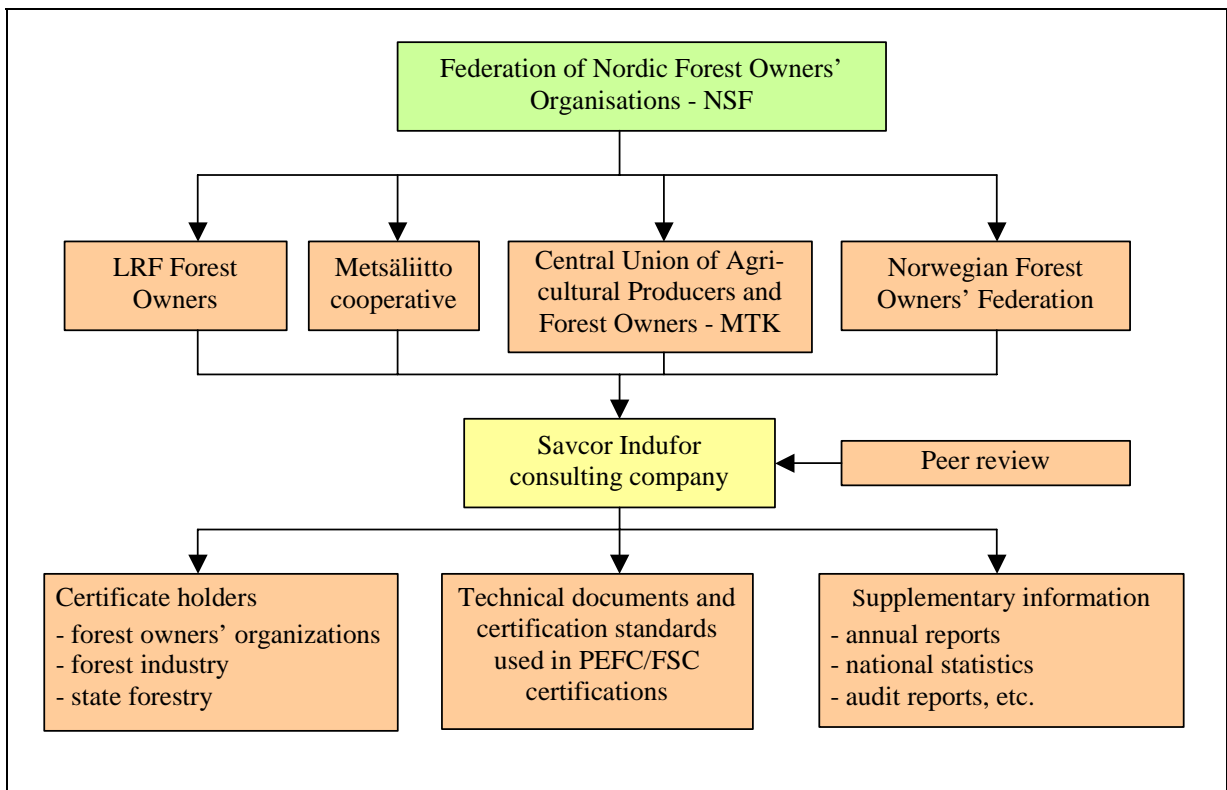 Federation of Nordic Forest Owners'
Organisations - NSF
LRF Forest
Owners
Metsäliitto
cooperative
Central Union of Agri-
cultural Producers and
Forest Owners - MTK
Norwegian Forest
Owners' Federation
Savcor Indufor
consulting company
Peer review
Certificate holders
- forest owners' organizations
- forest industry
- state forestry
Technical documents and
certification standards
used in PEFC/FSC
certifications
Supplementary information
- annual reports
- national statistics
- audit reports, etc.